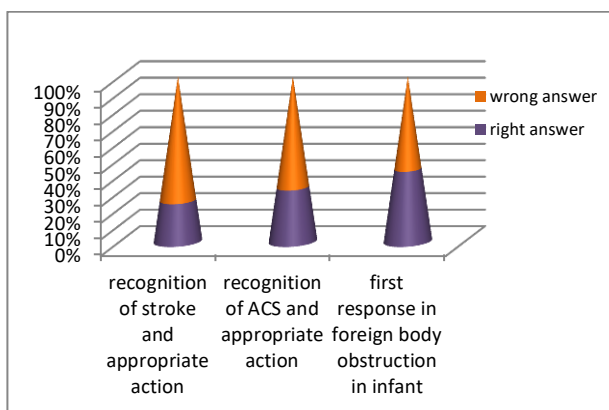 100%
90%
80%
70%
60%
50%
40%
30%
20%
10%
0%
wrong answer
right answer
recognition
of stroke
and
appropriate
action
recognition
of ACS and
appropriate
action
first
response in
foreign body
obstruction
in infant